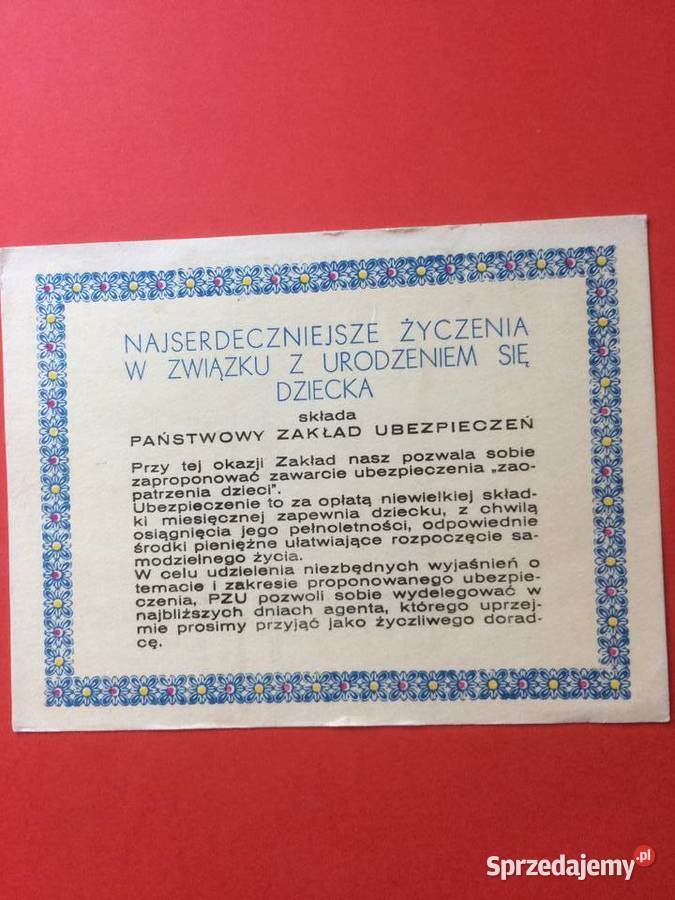 NAJSERDECZNIEJSZE ŻYCZENIA
W ZWIĄZKU Z URODZENIEM SIĘ
DZIECKA
składa
PAŃSTWOWY ZAKŁAD UBEZPIECZEŃ
Przy tej okazji Zakład nasz pozwala sobie
zaproponować zawarcie ubezpieczenia „zao-
patrzenia dzieci".
Ubezpieczenie to za opłatą niewielkiej skład-
ki miesięcznej zapewnia dziecku, z chwilą
osiągnięcia jego pełnoletności, odpowiednie
środki pieniężne ułatwiające rozpoczęcie sa-
modzielnego życia.
W celu udzielenia niezbędnych wyjaśnień o
temacie i zakresie proponowanego ubezpie-
czenia, PZU pozwoli sobie wydelegować w
najbliższych dniach agenta, którego uprzej-
mie prosimy przyjąć jako życzliwego dorad-
cę.
Sprzedajemy.pl